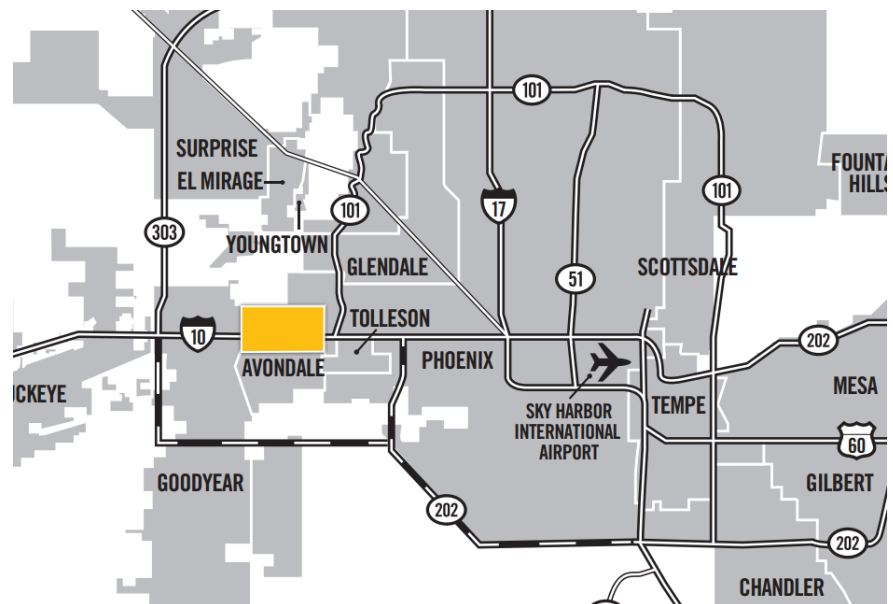 101
SURPRISE
FOUNTA
HILLS
EL MIRAGE
101
101
17
303
YOUNGTOWN
GLENDALE
51
SCOTTSDALE
TOLLESON
10
202
AVONDALE
PHOENIX
UCKEYE
MESA
SKY HARBOR
INTERNATIONAL
AIRPORT
TEMPE
60
GOODYEAR
GILBERT
202
202
CHANDLER